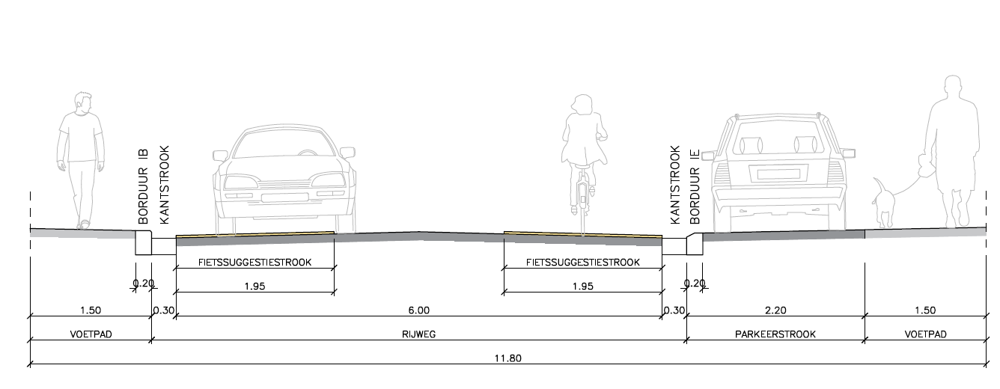 BORDUUR IB
KANTSTROOK
KANTSTROOK
BORDUUR IE
FIETSSUGGESTIESTROOK
FIETSSUGGESTIESTROOK
0.20
1.95
1.95
0.20
1.50
0.30
6.00
0.30
2.20
1.50
VOETPAD
RIJWEG
PARKEERSTROOK
VOETPAD
11.80